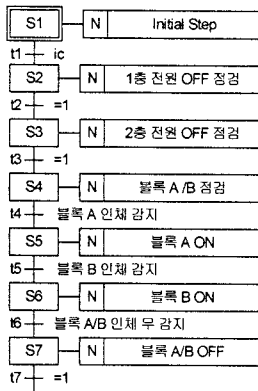 S1 N Initial Step
t1 ic
S2 N 1층 전원 OFF 점검
t2 =1
S3 N 2층 전원 OFF 점검
t3 =1
S4 N 블록 A/B 점검
t4 블록 A 인체 감지
S5 N 블록 A ON
t5 블록 B 인체 감지
S6 N 블록 B ON
t6 블록 A/B 인체 무 감지
S7 N 블록 A/B OFF
t7 =1